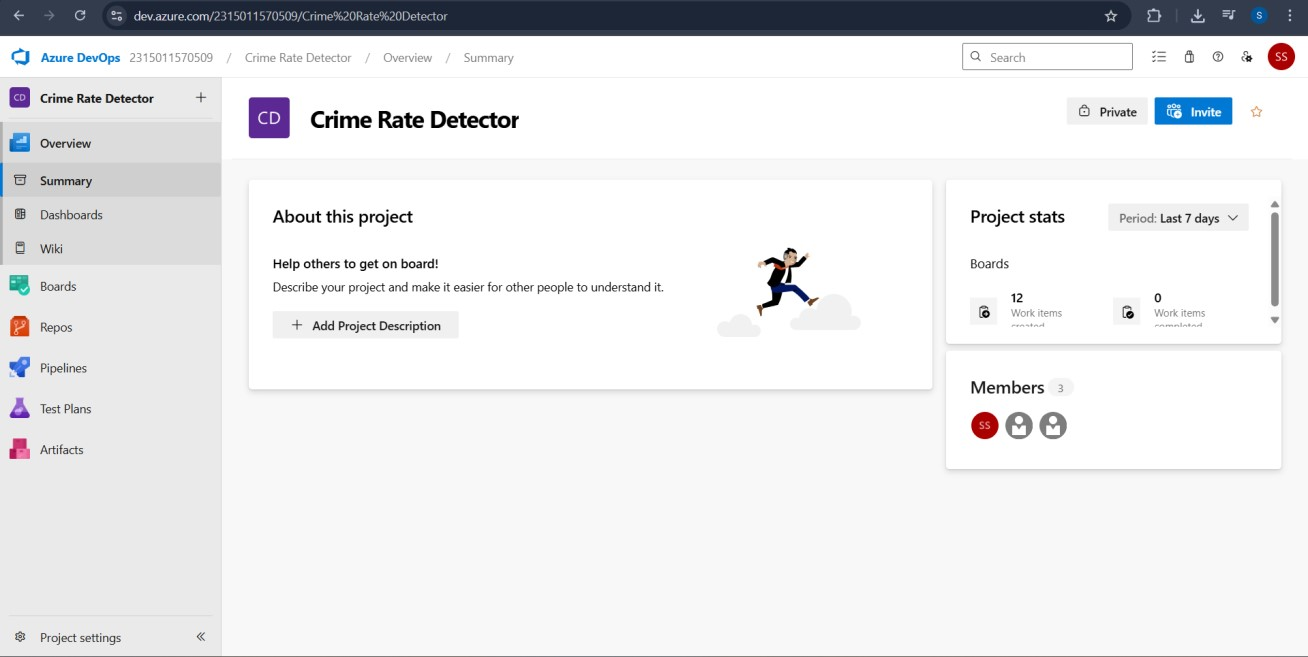 dev.azure.com/2315011570509/Crime%20Rate%20Detector
S
Azure DevOps 2315011570509 / Crime Rate Detector / Overview / Summary
Search
SS
CD Crime Rate Detector
Overview
Summary
Dashboards
Wiki
Boards
Repos
Pipelines
Test Plans
Artifacts
Project settings
CD Crime Rate Detector
Private
Invite
About this project
Help others to get on board!
Describe your project and make it easier for other people to understand it.
Add Project Description
Project stats
Period: Last 7 days
Boards
12
Work items
created
0
Work items
completed
Members 3
SS